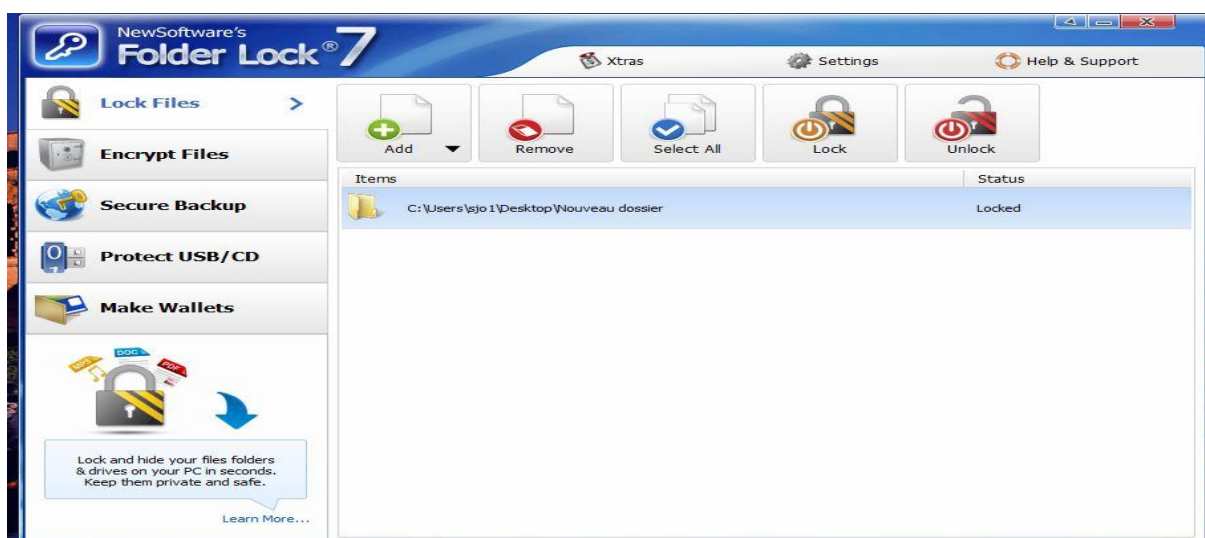 NewSoftware's
Folder Lock®7
Xtras
Settings
Help & Support
Lock Files >
Encrypt Files
Secure Backup
Protect USB/CD
Make Wallets
Add
Remove
Select All
Lock
Unlock
Items
Status
C:\Users\sjo1\Desktop\Nouveau dossier
Locked
MP3
DOC
PDF
Lock and hide your files folders
& drives on your PC in seconds.
Keep them private and safe.
Learn More...